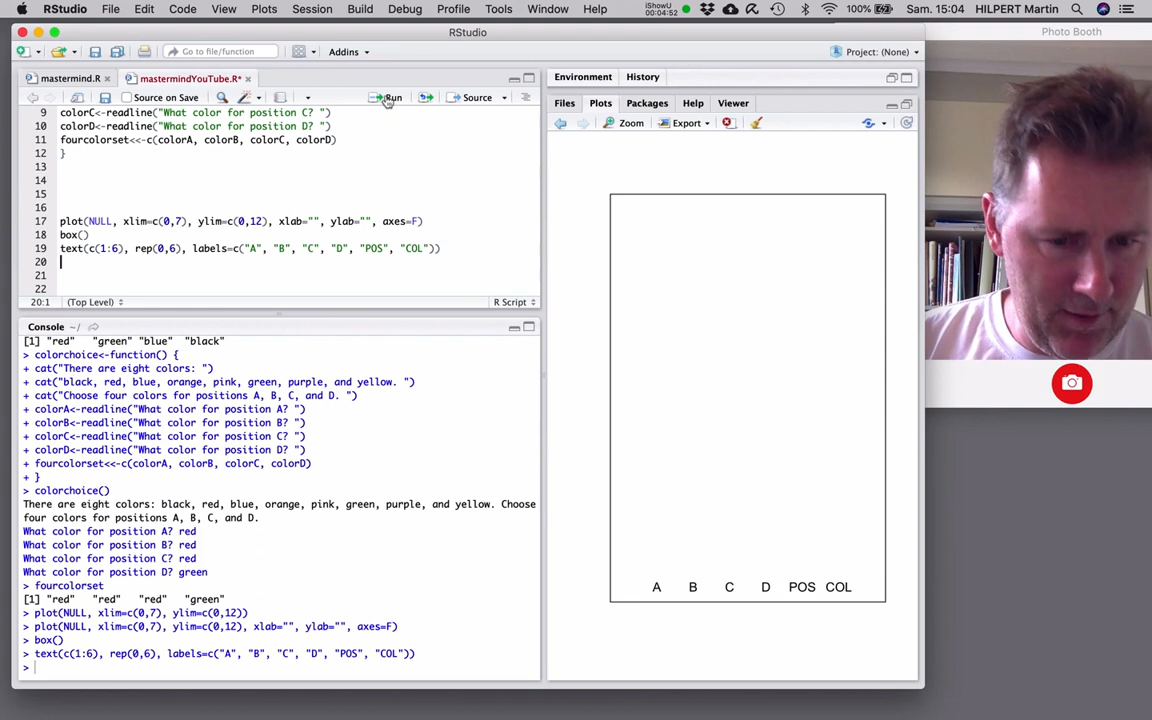 RStudio File Edit Code View Plots Session Build Debug Profile Tools Window Help iShowU 00:04:52 100% Sam. 15:04 HILPERT Martin
RStudio
Photo Booth
Go to file/function Addins Project: (None)
mastermind.R mastermindYouTube.R*
Source on Save Run Source
9 colorC<-readline("What color for position C? ")
10 colorD<-readline("What color for position D? ")
11 fourcolorset<<-c(colorA, colorB, colorC, colorD)
12 }
13
14
15
16
17 plot(NULL, xlim=c(0,7), ylim=c(0,12), xlab="", ylab="", axes=F)
18 box()
19 text(c(1:6), rep(0,6), labels=c("A", "B", "C", "D", "POS", "COL"))
20
21
22
20:1 (Top Level) R Script
Console ~/
[1] "red" "green" "blue" "black"
> colorchoice<-function() {
+ cat("There are eight colors: ")
+ cat("black, red, blue, orange, pink, green, purple, and yellow. ")
+ cat("Choose four colors for positions A, B, C, and D. ")
+ colorA<-readline("What color for position A? ")
+ colorB<-readline("What color for position B? ")
+ colorC<-readline("What color for position C? ")
+ colorD<-readline("What color for position D? ")
+ fourcolorset<<-c(colorA, colorB, colorC, colorD)
+ }
> colorchoice()
There are eight colors: black, red, blue, orange, pink, green, purple, and yellow. Choose
four colors for positions A, B, C, and D.
What color for position A? red
What color for position B? red
What color for position C? red
What color for position D? green
> fourcolorset
[1] "red" "red" "red" "green"
> plot(NULL, xlim=c(0,7), ylim=c(0,12))
> plot(NULL, xlim=c(0,7), ylim=c(0,12), xlab="", ylab="", axes=F)
> box()
> text(c(1:6), rep(0,6), labels=c("A", "B", "C", "D", "POS", "COL"))
>
Environment History
Files Plots Packages Help Viewer
Zoom Export
A B C D POS COL